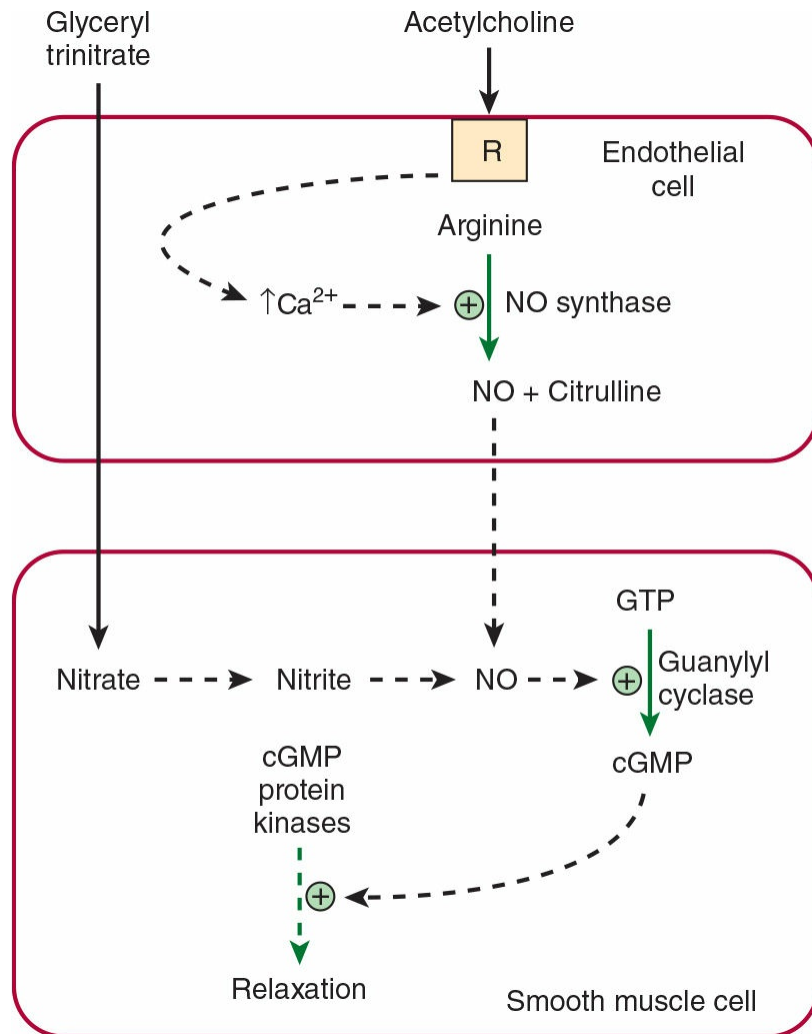 Glyceryl
trinitrate
Acetylcholine
R
Endothelial
cell
Arginine
↑Ca²⁺
+
NO synthase
NO + Citrulline
GTP
Nitrate
Nitrite
NO
+
Guanylyl
cyclase
cGMP
protein
kinases
cGMP
+
Relaxation
Smooth muscle cell